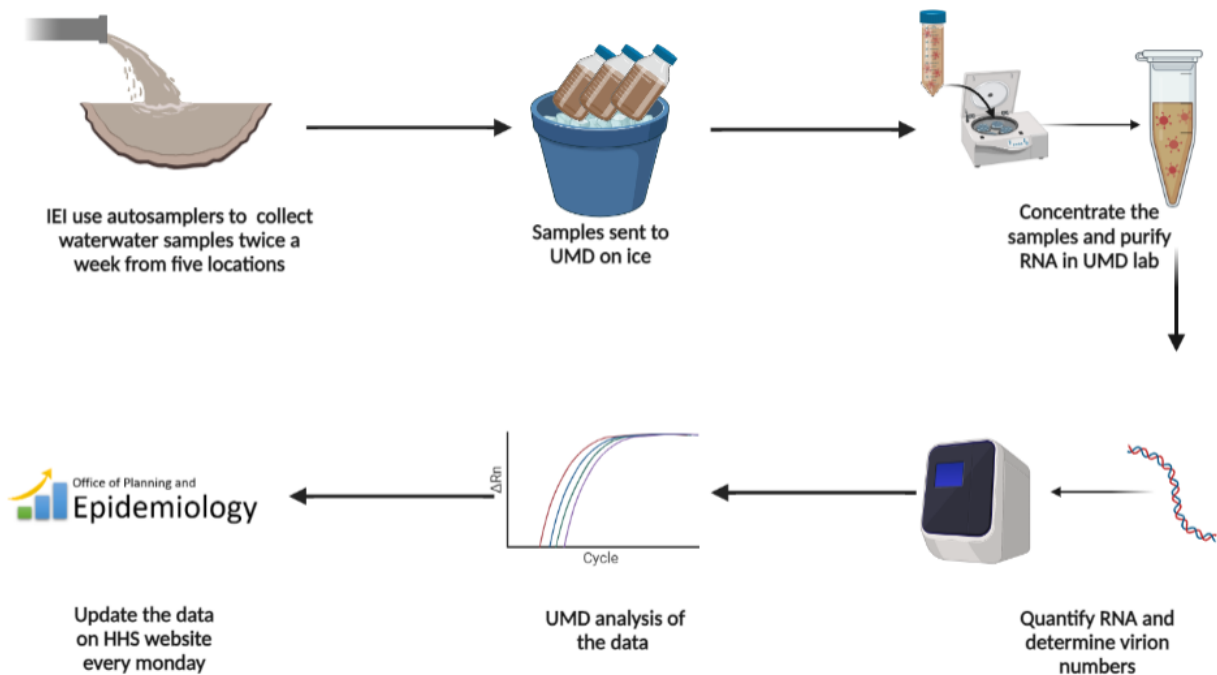 IEI use autosamplers to collect
waterwater samples twice a
week from five locations
Samples sent to
UMD on ice
Concentrate the
samples and purify
RNA in UMD lab
Quantify RNA and
determine virion
numbers
ΔRn
Cycle
UMD analysis of
the data
Office of Planning and
Epidemiology
Update the data
on HHS website
every monday